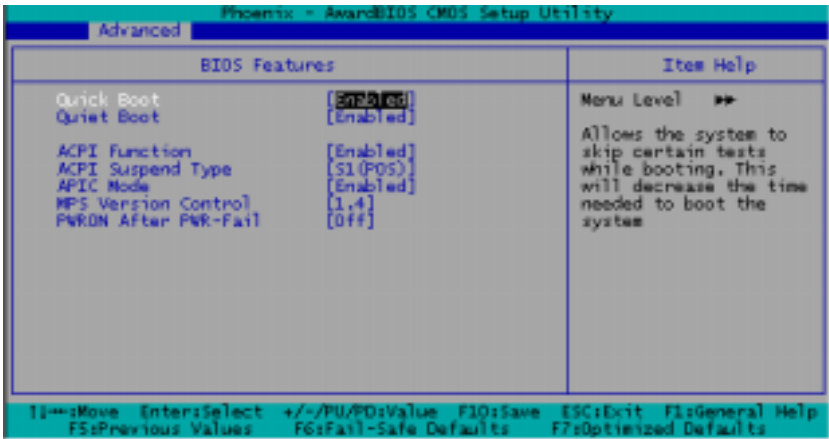 Phoenix - AwardBIOS CMOS Setup Utility
Advanced
BIOS Features
Item Help
Quick Boot [Enabled]
Quiet Boot [Enabled]
ACPI Function [Enabled]
ACPI Suspend Type [S1(POS)]
APIC Mode [Enabled]
MPS Version Control [1.4]
PWRON After PWR-Fail [Off]
Menu Level ▶▶
Allows the system to
skip certain tests
while booting. This
will decrease the time
needed to boot the
system
↑↓→←:Move Enter:Select +/-/PU/PD:Value F10:Save ESC:Exit F1:General Help
F5:Previous Values F6:Fail-Safe Defaults F7:Optimized Defaults